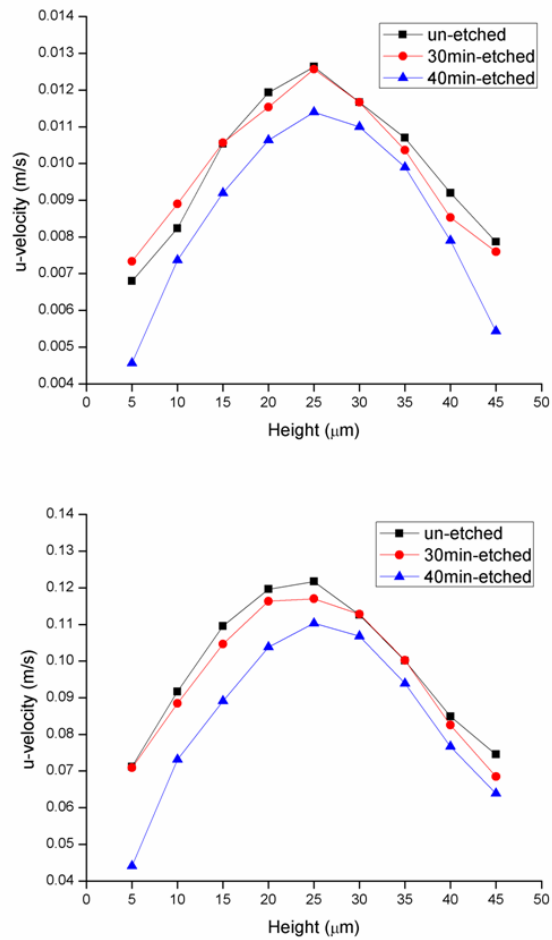 0.014
0.013
0.012
0.011
0.010
0.009
0.008
0.007
0.006
0.005
0.004
u-velocity (m/s)
un-etched
30min-etched
40min-etched
0 5 10 15 20 25 30 35 40 45 50
Height (μm)
0.14
0.13
0.12
0.11
0.10
0.09
0.08
0.07
0.06
0.05
0.04
u-velocity (m/s)
un-etched
30min-etched
40min-etched
0 5 10 15 20 25 30 35 40 45 50
Height (μm)